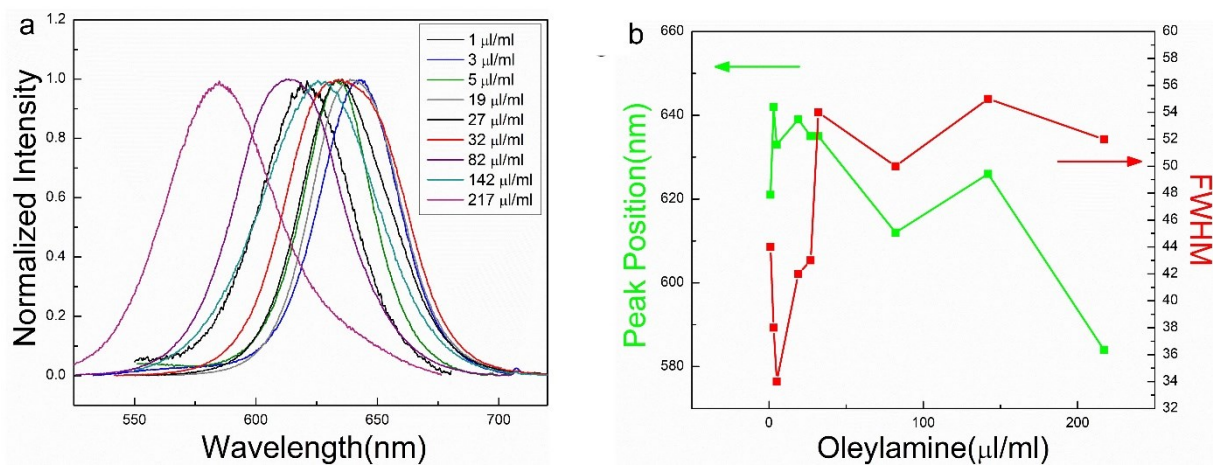 a
1.2
1.0
0.8
0.6
0.4
0.2
0.0
Normalized Intensity
550
600
650
700
Wavelength(nm)
1 μl/ml
3 μl/ml
5 μl/ml
19 μl/ml
27 μl/ml
32 μl/ml
82 μl/ml
142 μl/ml
217 μl/ml
b
660
640
620
600
580
Peak Position(nm)
0
50
100
150
200
Oleylamine(μl/ml)
60
58
56
54
52
50
48
46
44
42
40
38
36
34
32
FWHM